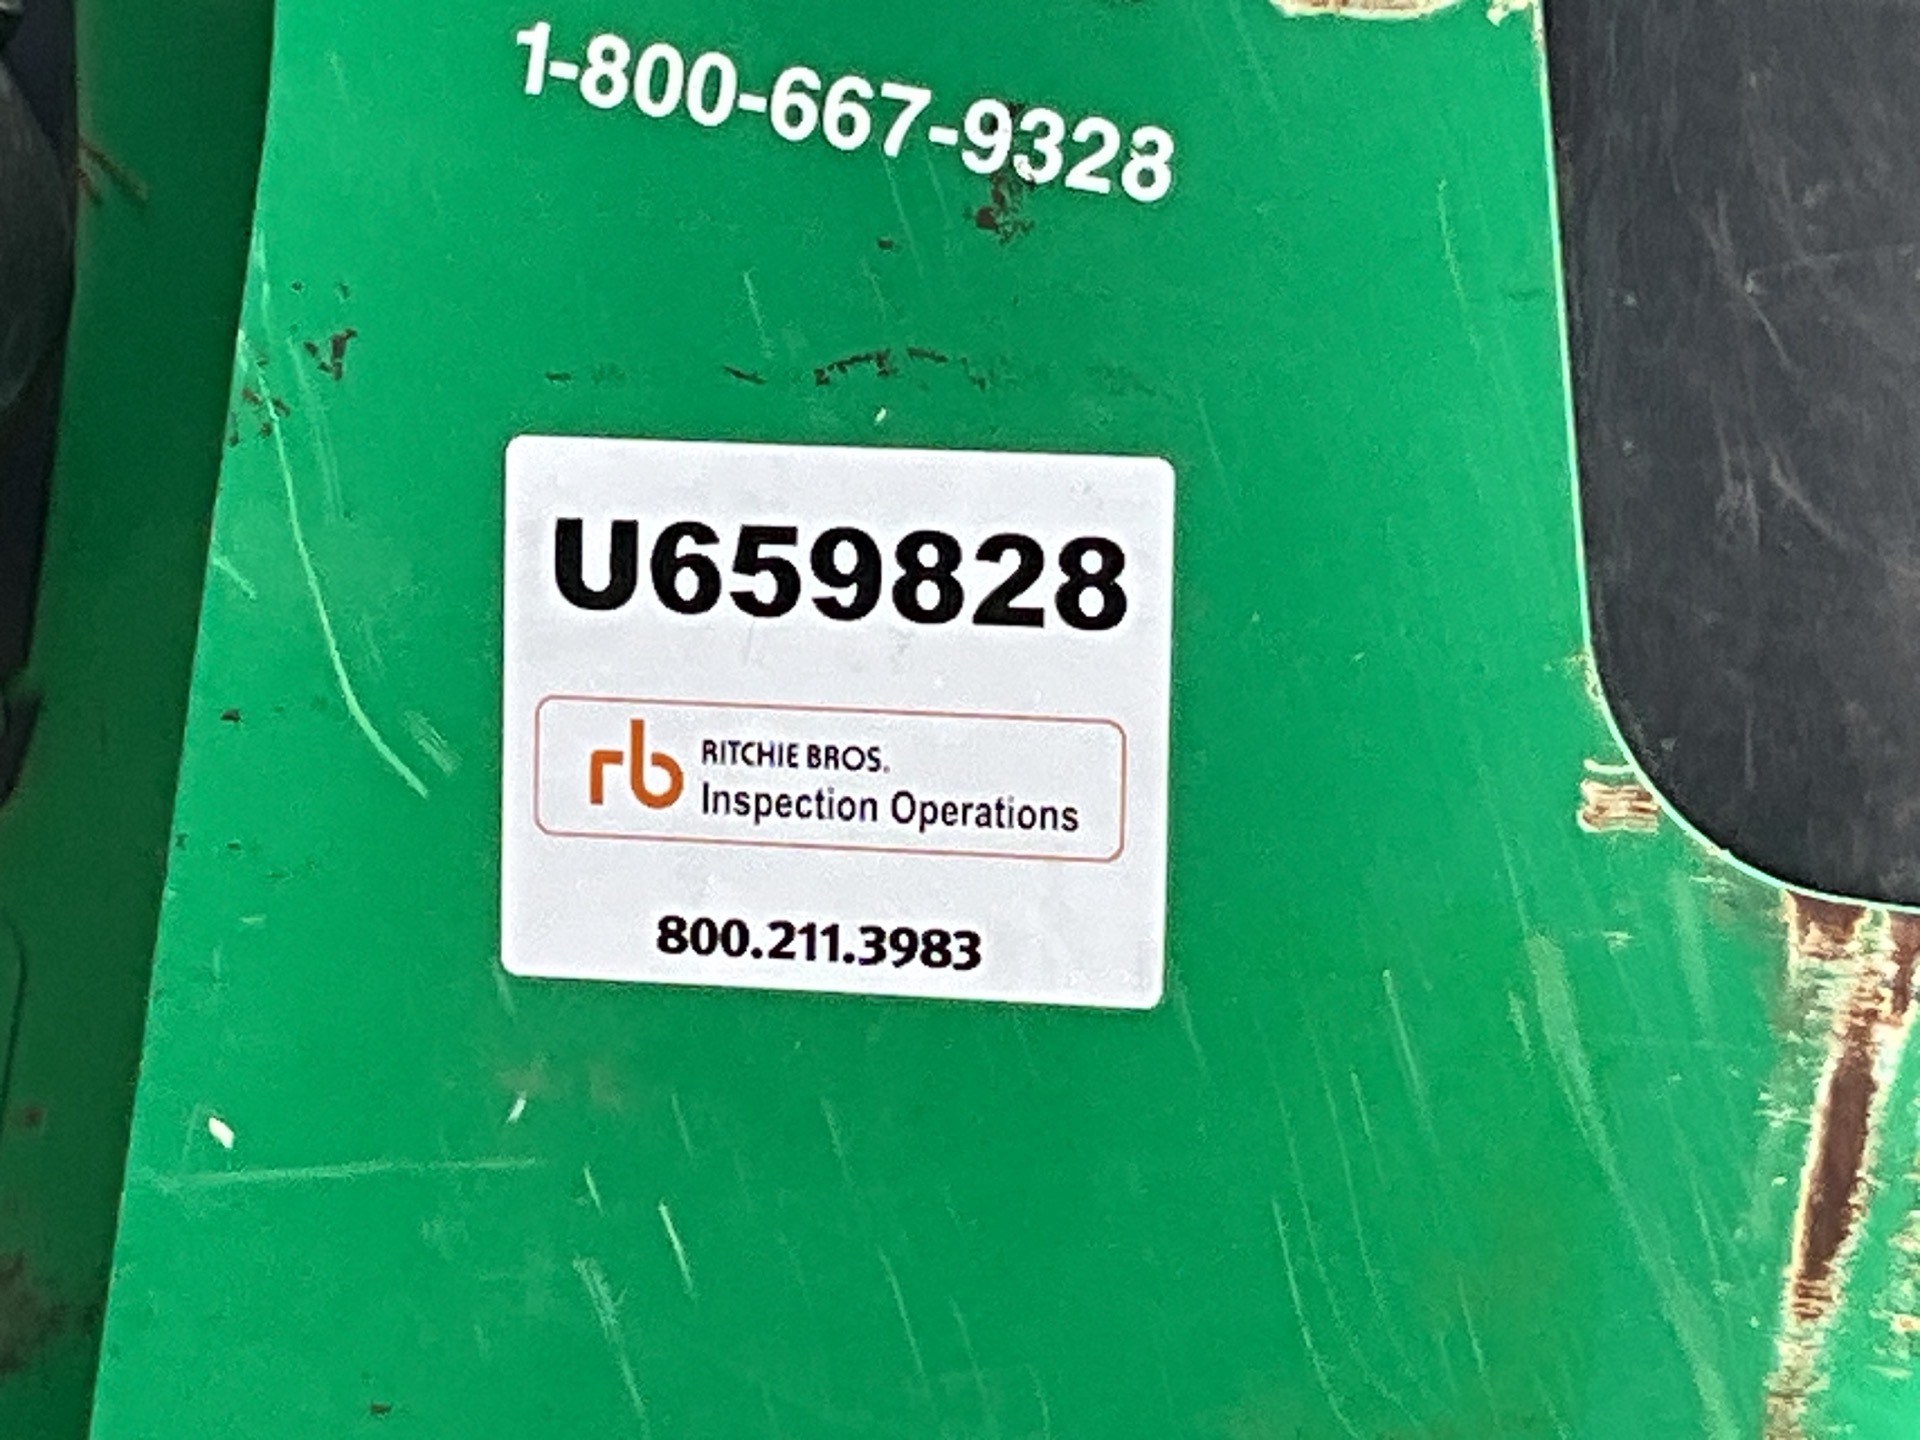 1-800-667-9328
U659828
rb RITCHIE BROS.
Inspection Operations
800.211.3983